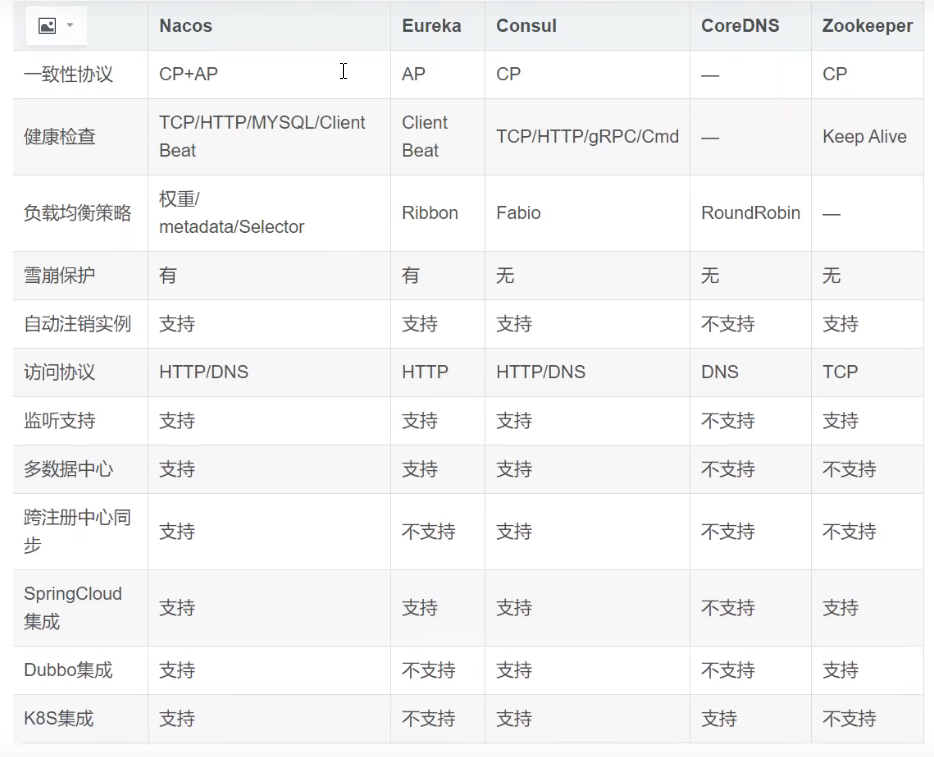 Nacos Eureka Consul CoreDNS Zookeeper
一致性协议 CP+AP AP CP — CP
健康检查 TCP/HTTP/MYSQL/Client Beat Client Beat TCP/HTTP/gRPC/Cmd — Keep Alive
负载均衡策略 权重/metadata/Selector Ribbon Fabio RoundRobin —
雪崩保护 有 有 无 无 无
自动注销实例 支持 支持 支持 不支持 支持
访问协议 HTTP/DNS HTTP HTTP/DNS DNS TCP
监听支持 支持 支持 支持 不支持 支持
多数据中心 支持 支持 支持 不支持 不支持
跨注册中心同步 支持 不支持 支持 不支持 不支持
SpringCloud集成 支持 支持 支持 不支持 支持
Dubbo集成 支持 不支持 支持 不支持 支持
K8S集成 支持 不支持 支持 支持 不支持